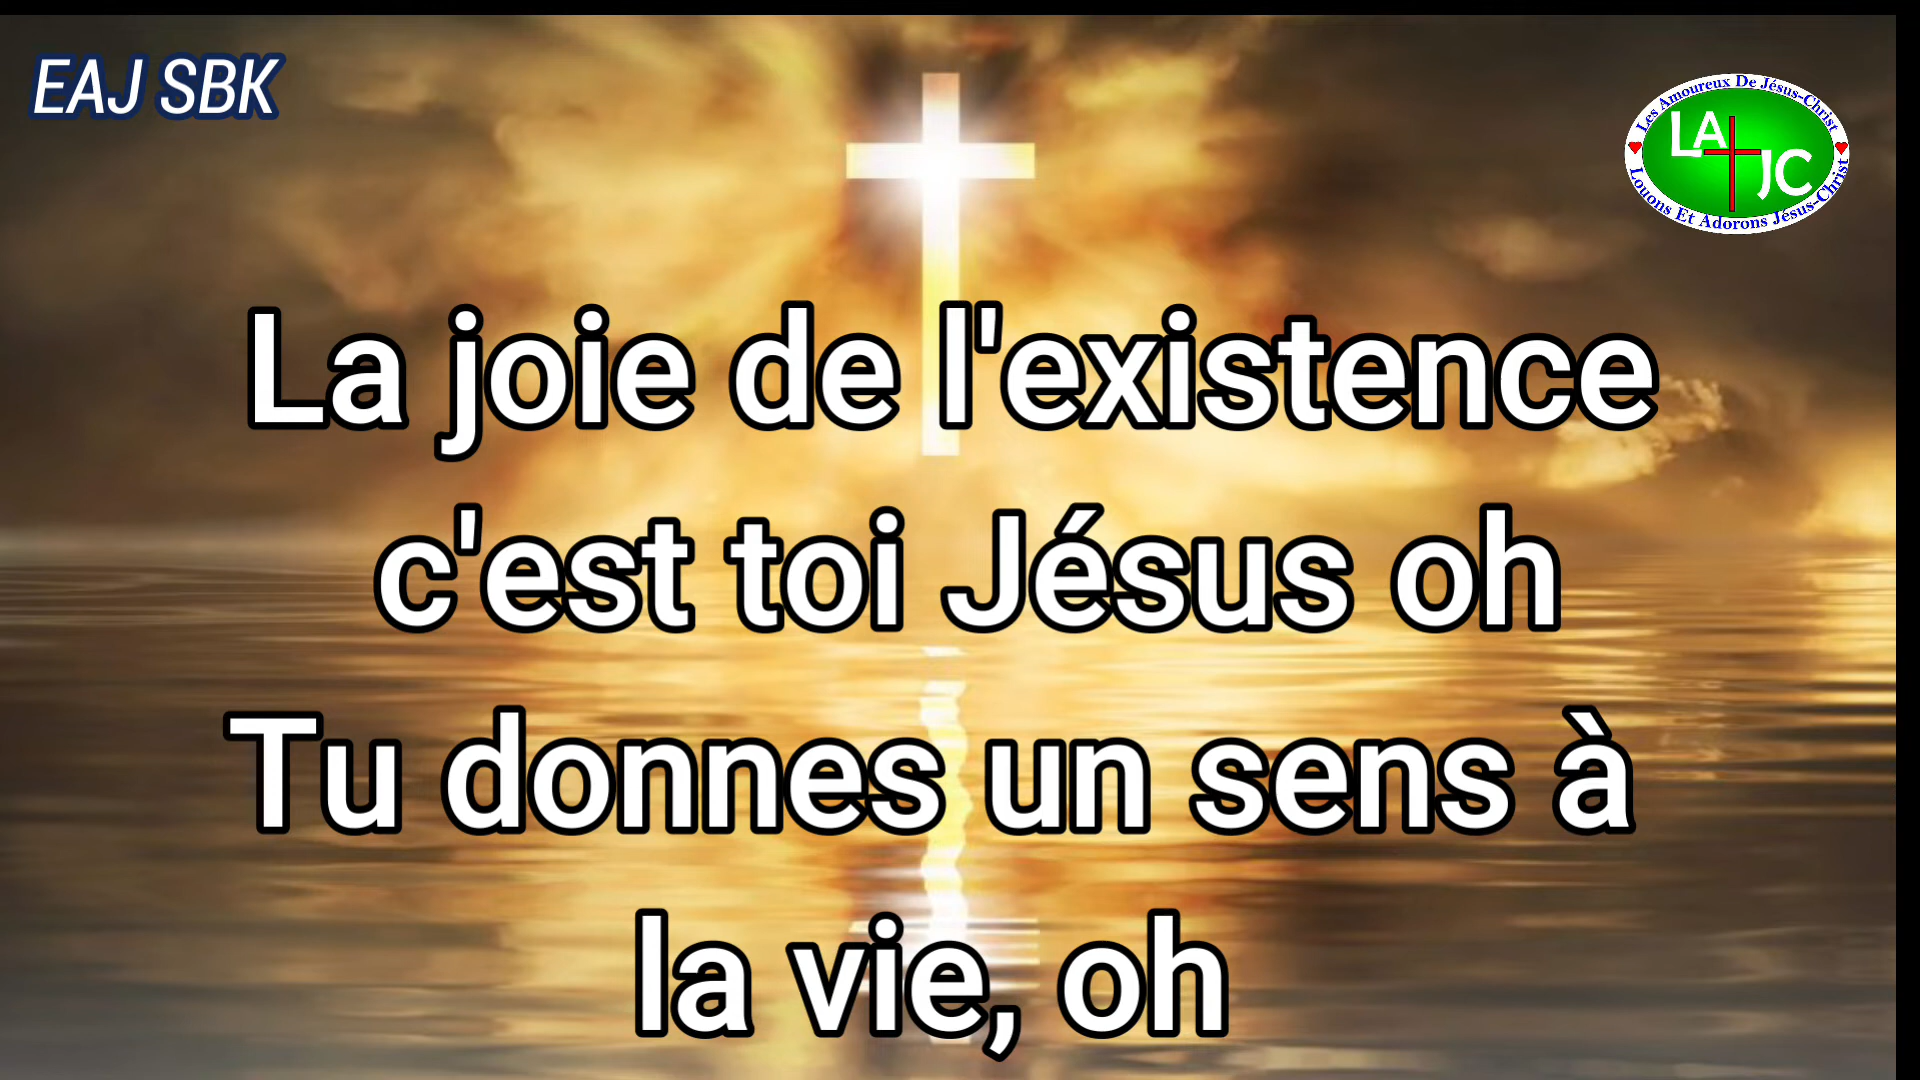 EAJ SBK
Les Amoureux De Jésus-Christ
LA JC
Louons Et Adorons Jésus-Christ
La joie de l'existence
c'est toi Jésus oh
Tu donnes un sens à
la vie, oh